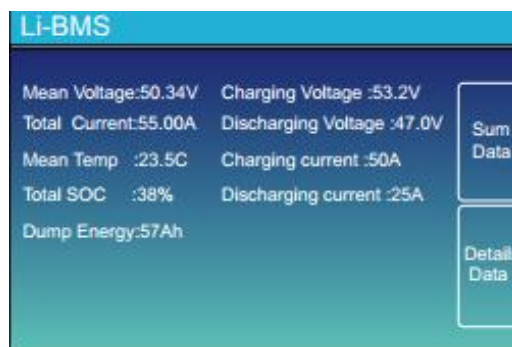 Li-BMS
Mean Voltage:50.34V
Charging Voltage :53.2V
Total Current:55.00A
Discharging Voltage :47.0V
Mean Temp :23.5C
Charging current :50A
Total SOC :38%
Discharging current :25A
Dump Energy:57Ah
Sum
Data
Details
Data